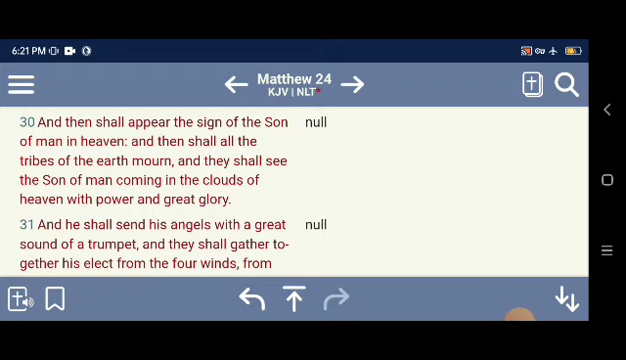 6:21 PM
Matthew 24
KJV | NLT*
30 And then shall appear the sign of the Son null
of man in heaven: and then shall all the
tribes of the earth mourn, and they shall see
the Son of man coming in the clouds of
heaven with power and great glory.
31 And he shall send his angels with a great null
sound of a trumpet, and they shall gather to-
gether his elect from the four winds, from